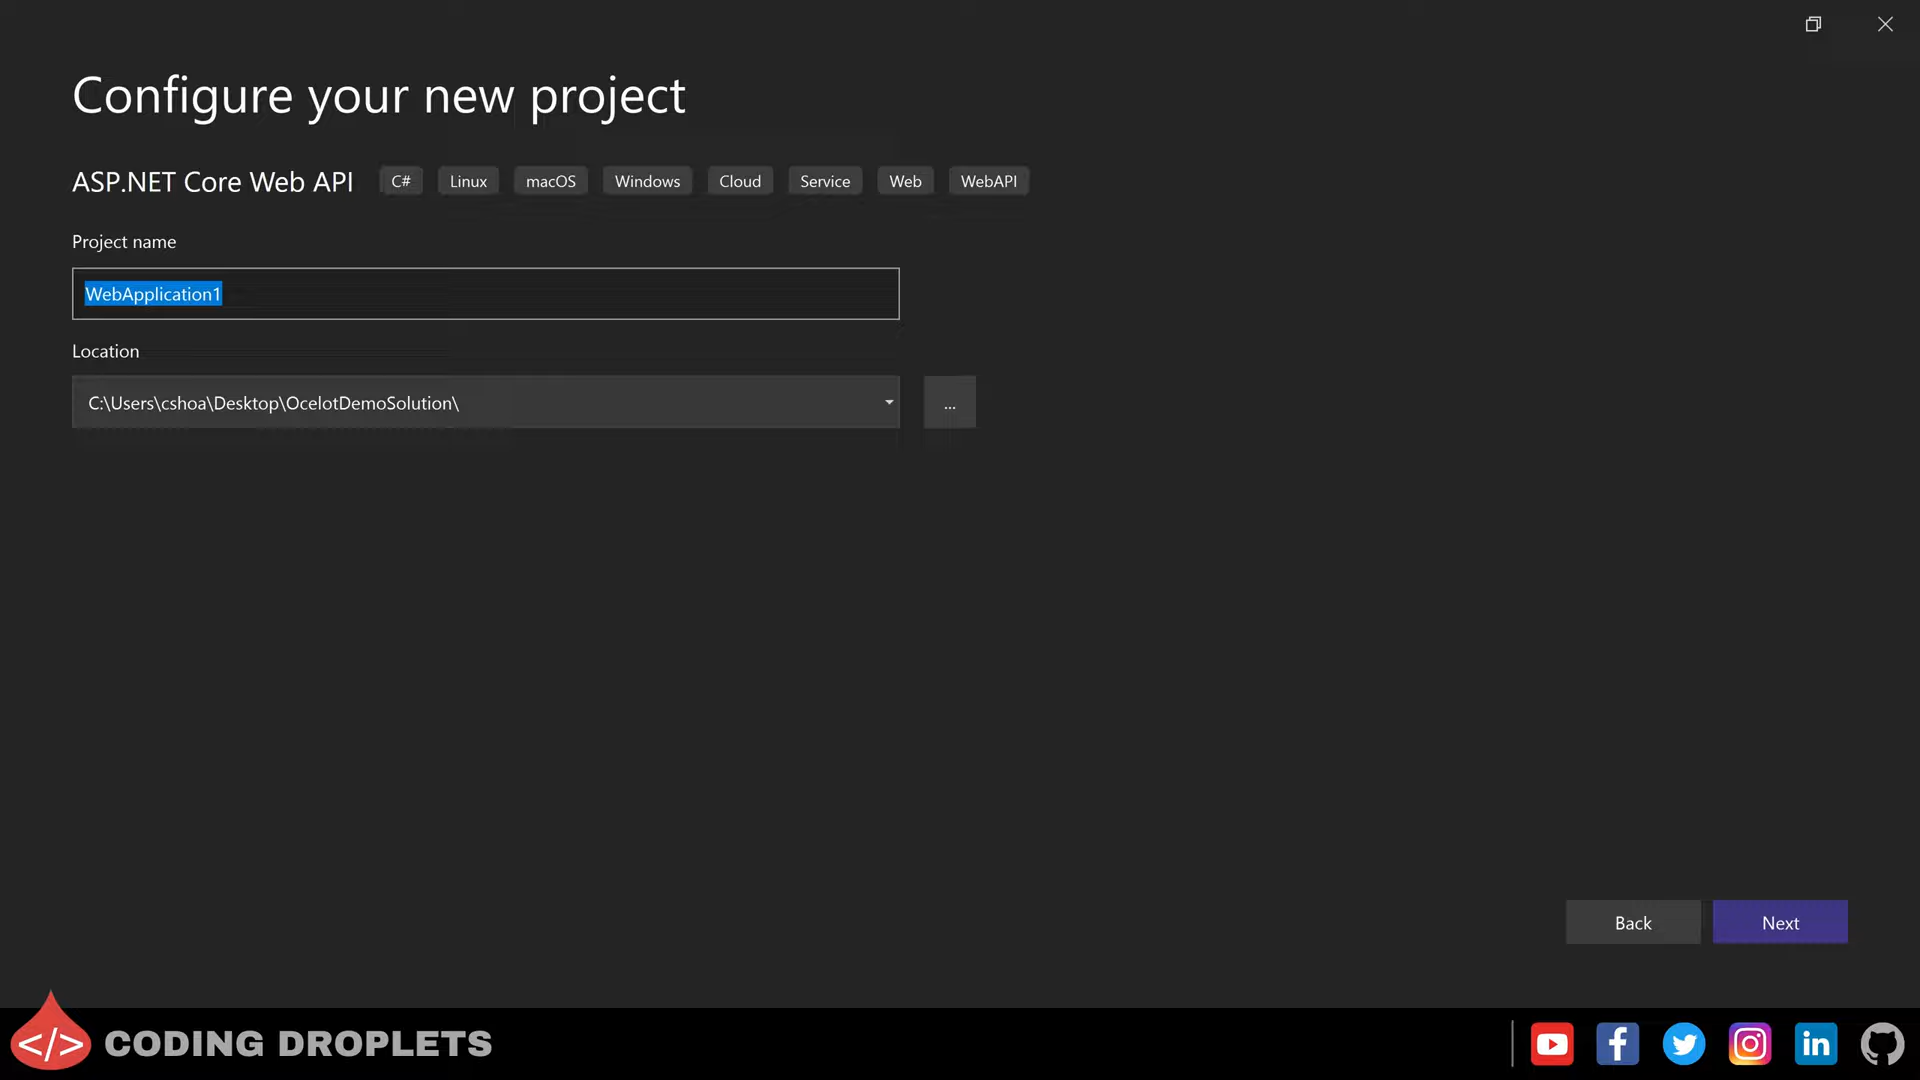 Configure your new project
ASP.NET Core Web API C# Linux macOS Windows Cloud Service Web WebAPI
Project name
WebApplication1
Location
C:\Users\cshoa\Desktop\OcelotDemoSolution\
...
Back Next
</> CODING DROPLETS
in